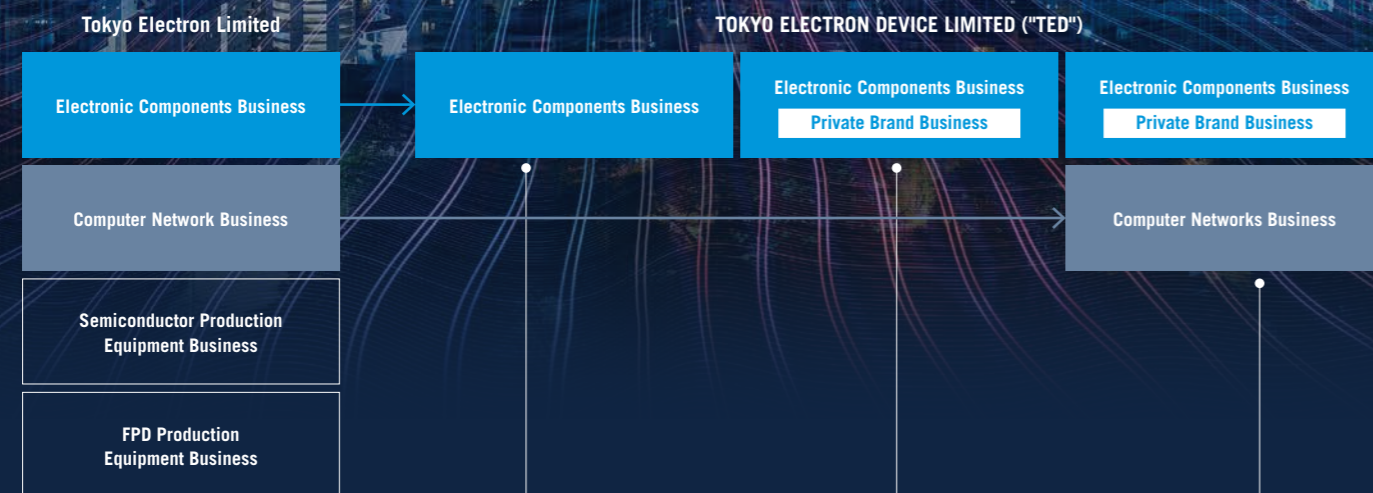 Tokyo Electron Limited
TOKYO ELECTRON DEVICE LIMITED ("TED")
Electronic Components Business
Electronic Components Business
Electronic Components Business
Private Brand Business
Electronic Components Business
Private Brand Business
Computer Network Business
Computer Networks Business
Semiconductor Production
Equipment Business
FPD Production
Equipment Business